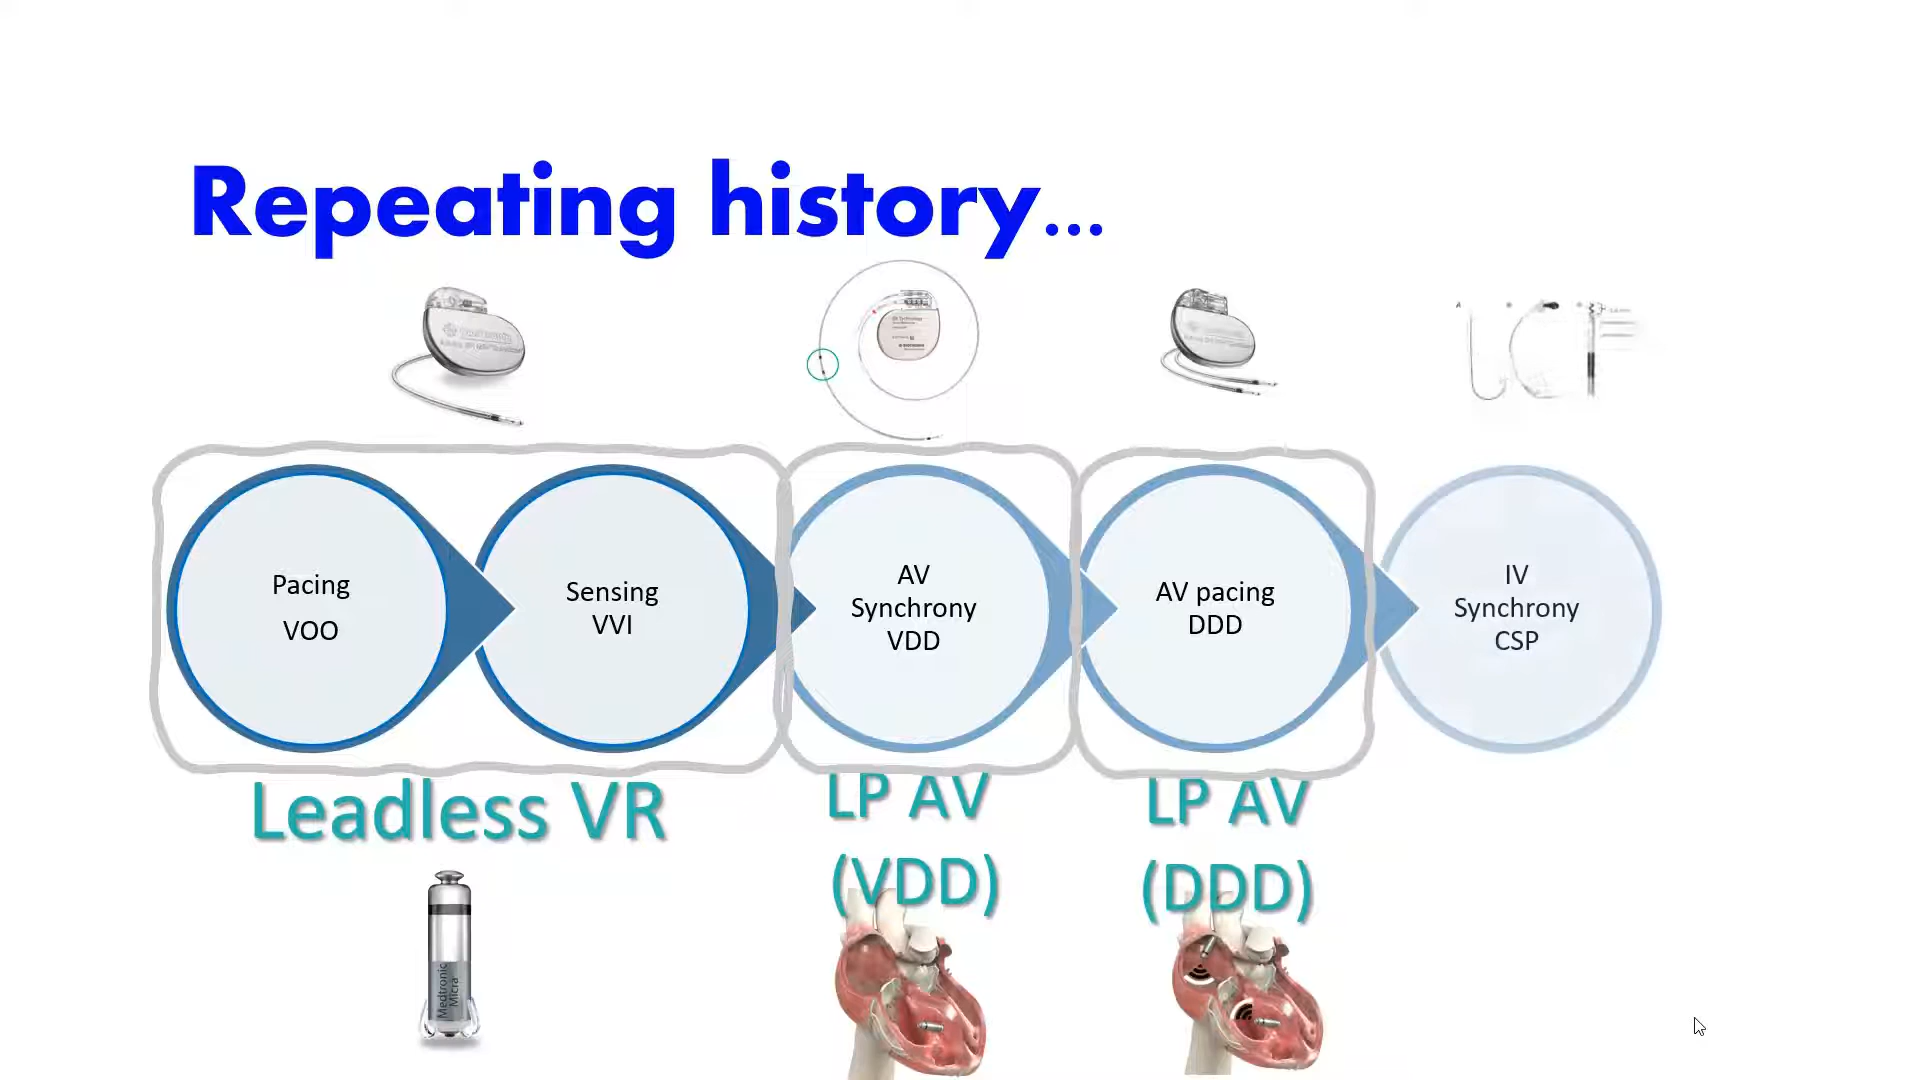 Repeating history...
Pacing
VOO
Sensing
VVI
AV
Synchrony
VDD
AV pacing
DDD
IV
Synchrony
CSP
Leadless VR
LP AV
(VDD)
LP AV
(DDD)
Medtronic
Micra